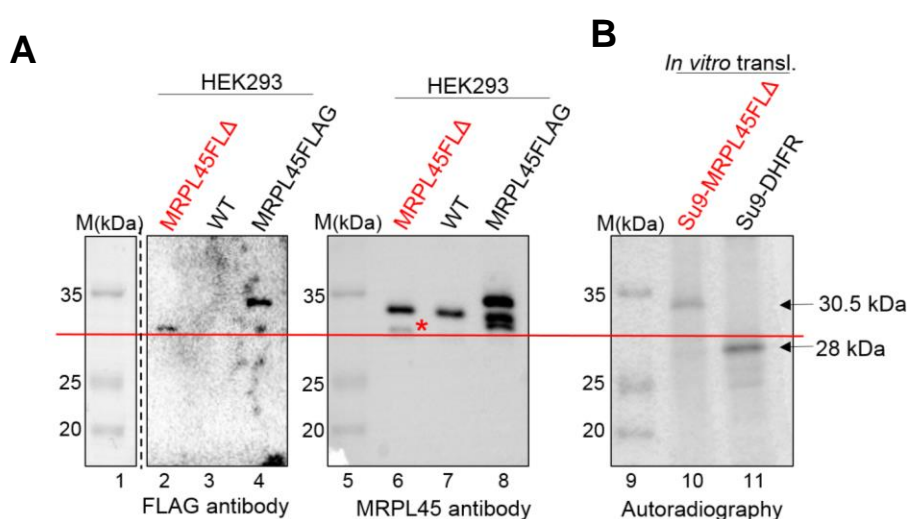 A
B
HEK293
HEK293
In vitro transl.
MRPL45FLΔ
WT
MRPL45FLAG
MRPL45FLΔ
WT
MRPL45FLAG
Su9-MRPL45FLΔ
Su9-DHFR
M(kDa)
M(kDa)
M(kDa)
35
35
35
30.5 kDa
*
28 kDa
25
25
25
20
20
20
1 2 3 4 5 6 7 8 9 10 11
FLAG antibody
MRPL45 antibody
Autoradiography